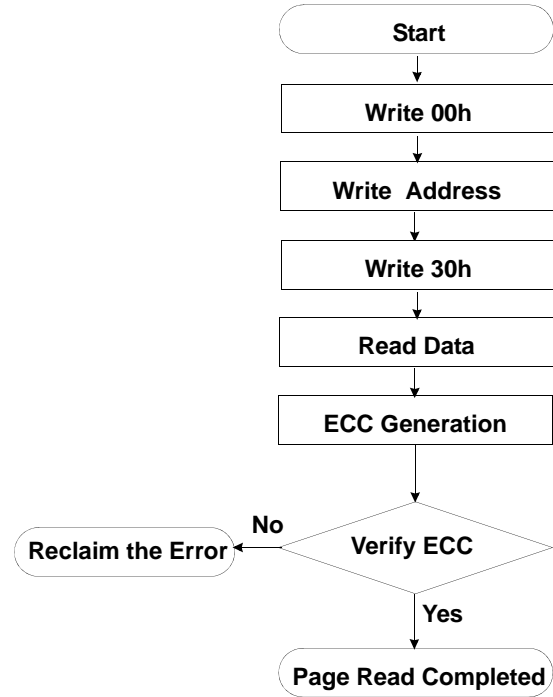 Start
Write 00h
Write Address
Write 30h
Read Data
ECC Generation
No
Reclaim the Error
Verify ECC
Yes
Page Read Completed